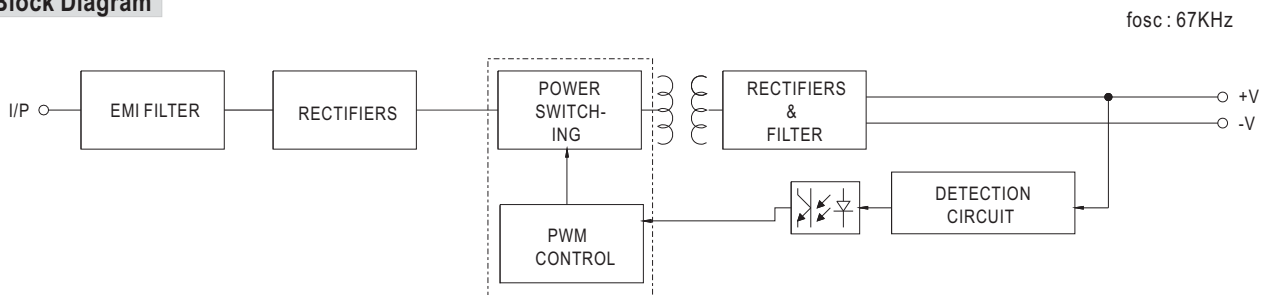 Block Diagram
fosc : 67KHz
I/P
EMI FILTER
RECTIFIERS
POWER
SWITCH-
ING
RECTIFIERS
&
FILTER
+V
-V
DETECTION
CIRCUIT
PWM
CONTROL